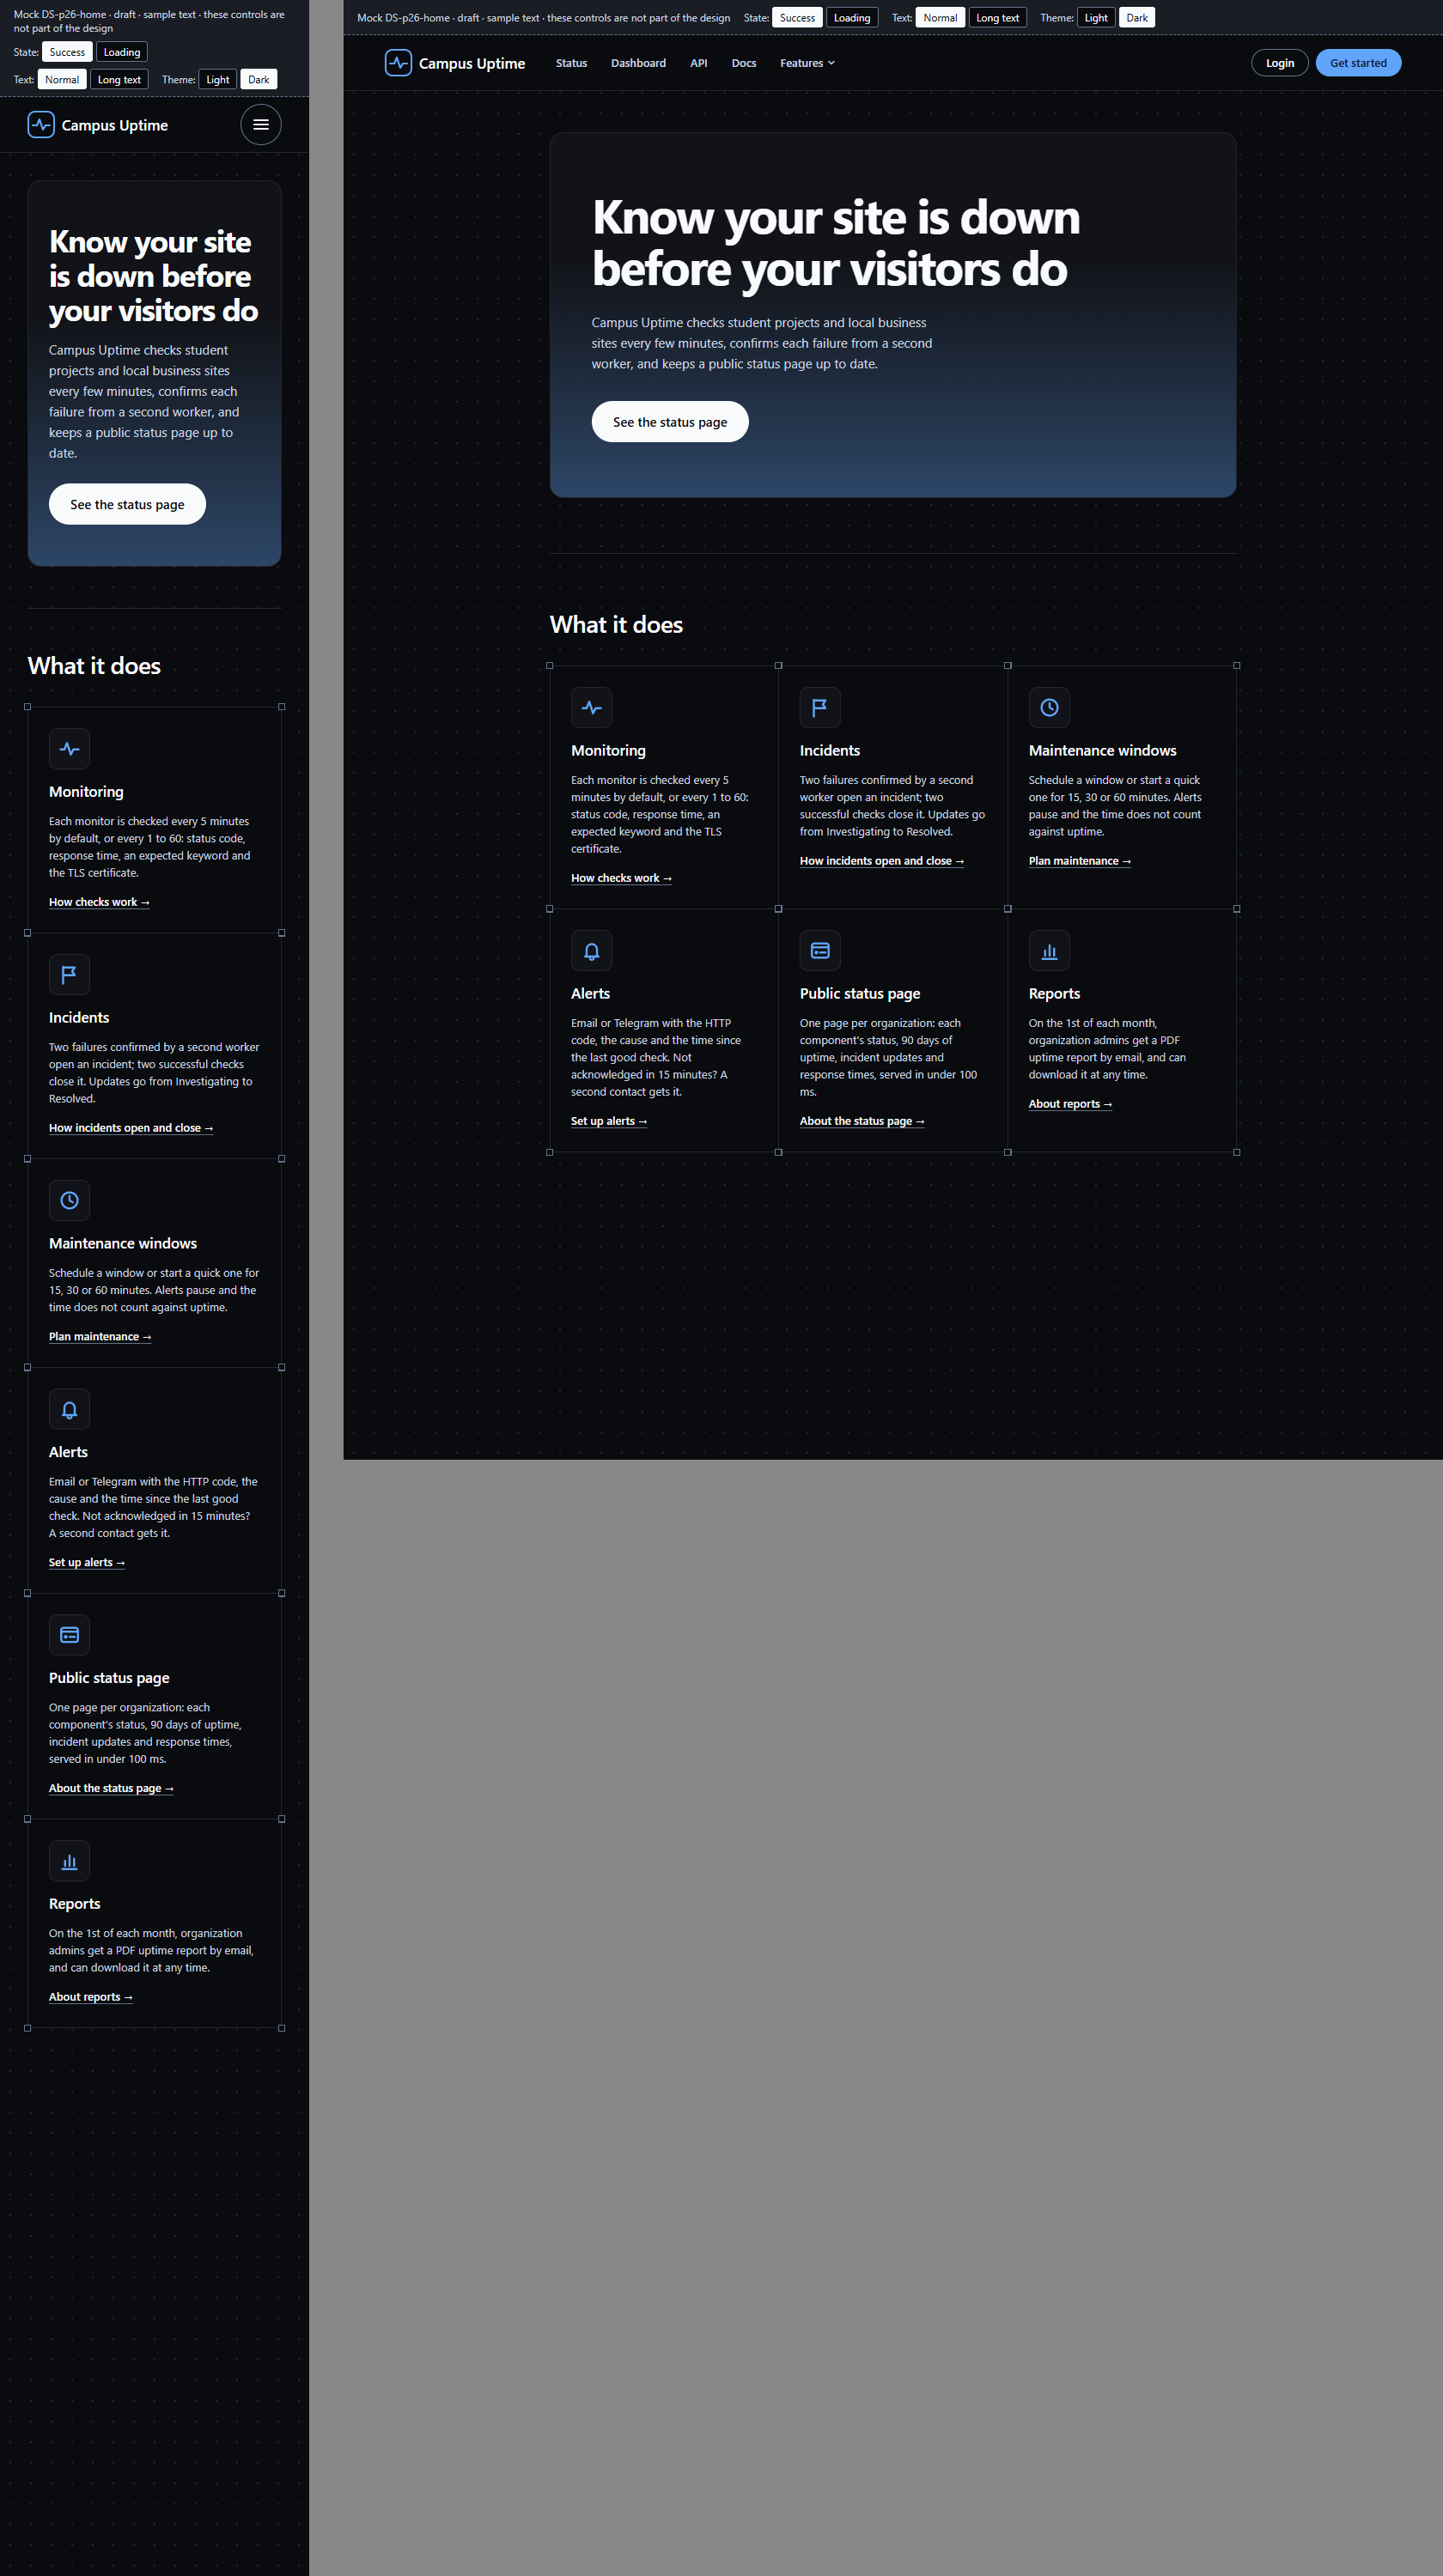 Mock DS-p26-home · draft · sample text · these controls are
not part of the design
State: Success Loading
Text: Normal Long text Theme: Light Dark
Campus Uptime
Know your site
is down before
your visitors do
Campus Uptime checks student
projects and local business sites
every few minutes, confirms each
failure from a second worker, and
keeps a public status page up to
date.
See the status page
What it does
Monitoring
Each monitor is checked every 5 minutes
by default, or every 1 to 60: status code,
response time, an expected keyword and
the TLS certificate.
How checks work →
Incidents
Two failures confirmed by a second worker
open an incident; two successful checks
close it. Updates go from Investigating to
Resolved.
How incidents open and close →
Maintenance windows
Schedule a window or start a quick one for
15, 30 or 60 minutes. Alerts pause and the
time does not count against uptime.
Plan maintenance →
Alerts
Email or Telegram with the HTTP code, the
cause and the time since the last good
check. Not acknowledged in 15 minutes?
A second contact gets it.
Set up alerts →
Public status page
One page per organization: each
component's status, 90 days of uptime,
incident updates and response times,
served in under 100 ms.
About the status page →
Reports
On the 1st of each month, organization
admins get a PDF uptime report by email,
and can download it at any time.
About reports →
Mock DS-p26-home · draft · sample text · these controls are not part of the design State: Success Loading Text: Normal Long text Theme: Light Dark
Campus Uptime Status Dashboard API Docs Features Login Get started
Know your site is down
before your visitors do
Campus Uptime checks student projects and local business
sites every few minutes, confirms each failure from a second
worker, and keeps a public status page up to date.
See the status page
What it does
Monitoring
Each monitor is checked every 5
minutes by default, or every 1 to 60:
status code, response time, an
expected keyword and the TLS
certificate.
How checks work →
Incidents
Two failures confirmed by a second
worker open an incident; two
successful checks close it. Updates go
from Investigating to Resolved.
How incidents open and close →
Maintenance windows
Schedule a window or start a quick
one for 15, 30 or 60 minutes. Alerts
pause and the time does not count
against uptime.
Plan maintenance →
Alerts
Email or Telegram with the HTTP
code, the cause and the time since
the last good check. Not
acknowledged in 15 minutes? A
second contact gets it.
Set up alerts →
Public status page
One page per organization: each
component's status, 90 days of
uptime, incident updates and
response times, served in under 100
ms.
About the status page →
Reports
On the 1st of each month,
organization admins get a PDF
uptime report by email, and can
download it at any time.
About reports →